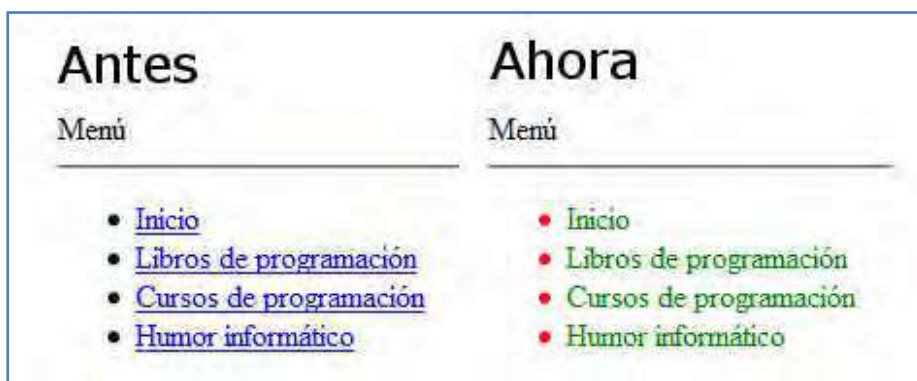 Antes
Menú
Inicio
Libros de programación
Cursos de programación
Humor informático
Ahora
Menú
Inicio
Libros de programación
Cursos de programación
Humor informático